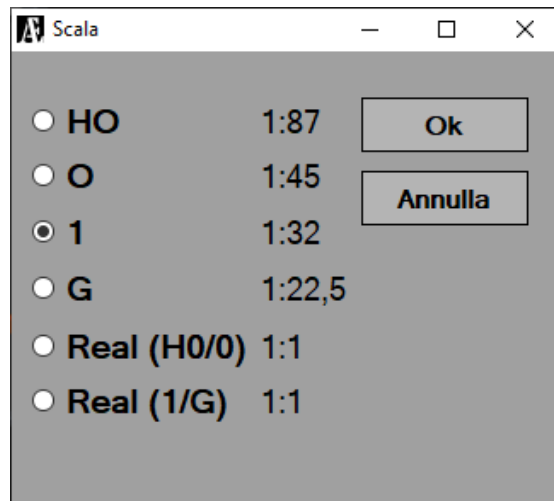 Scala
HO 1:87
O 1:45
1 1:32
G 1:22,5
Real (H0/0) 1:1
Real (1/G) 1:1
Ok
Annulla